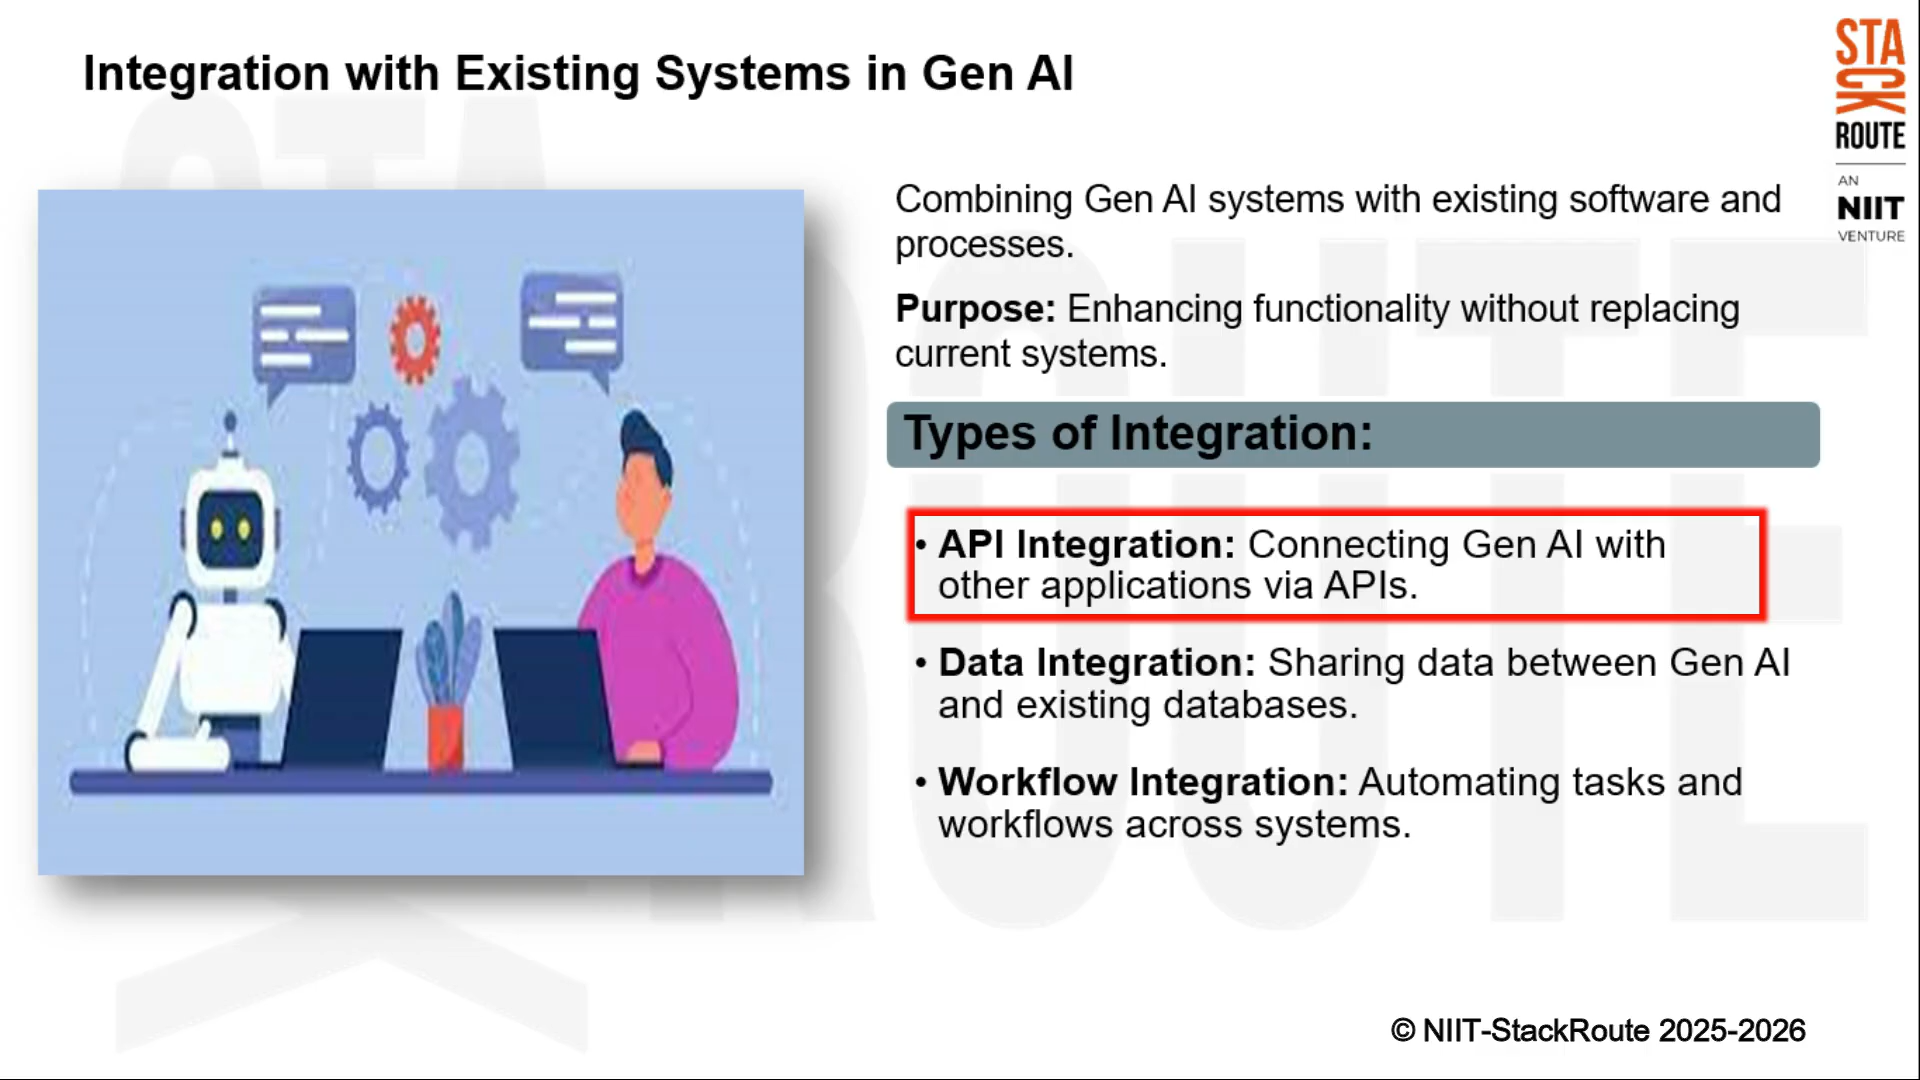 Integration with Existing Systems in Gen AI
STA
CK
ROUTE
AN
NIIT
VENTURE
Combining Gen AI systems with existing software and
processes.
Purpose: Enhancing functionality without replacing
current systems.
Types of Integration:
• API Integration: Connecting Gen AI with
other applications via APIs.
• Data Integration: Sharing data between Gen AI
and existing databases.
• Workflow Integration: Automating tasks and
workflows across systems.
© NIIT-StackRoute 2025-2026